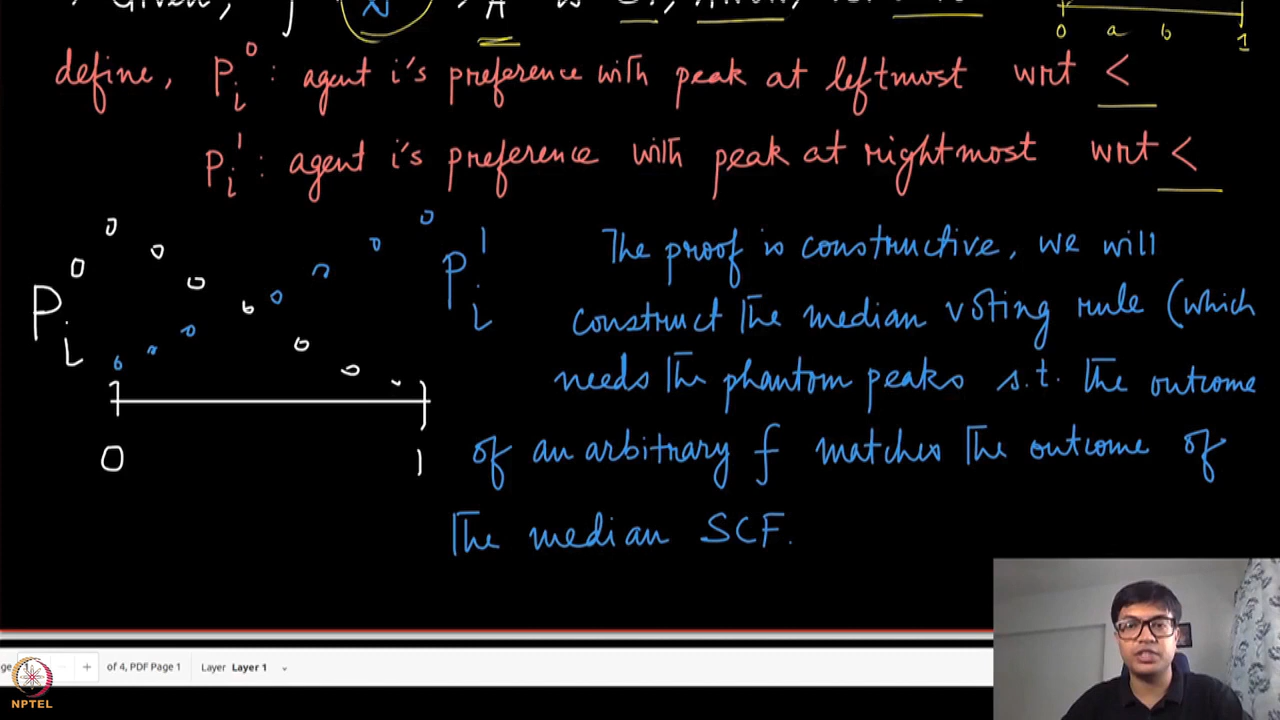 Given, f
A is
0 a b 1
define, P_i^0 : agent i's preference with peak at leftmost wrt <
P_i^1 : agent i's preference with peak at rightmost wrt <
P_i^0
P_i^1
0 1
The proof is constructive, we will
construct the median voting rule (which
needs the phantom peaks s.t. the outcome
of an arbitrary f matches the outcome of
the median SCF.
of 4, PDF Page 1 Layer Layer 1
NPTEL